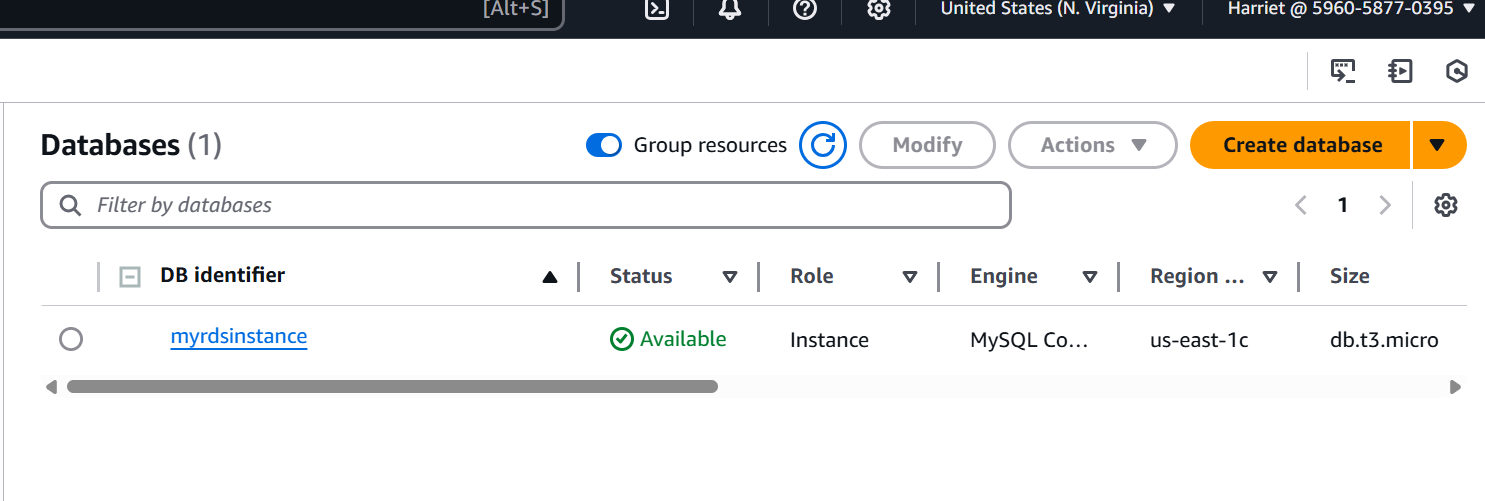 [Alt+S] United States (N. Virginia) Harriet @ 5960-5877-0395
Databases (1) Group resources Modify Actions Create database
Filter by databases 1
DB identifier Status Role Engine Region ... Size
myrdsinstance Available Instance MySQL Co... us-east-1c db.t3.micro